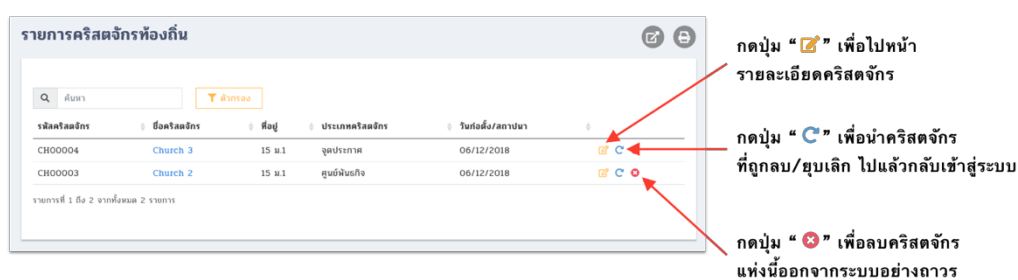 รายการคริสตจักรท้องถิ่น
ค้นหา
ตัวกรอง
รหัสคริสตจักร ชื่อคริสตจักร ที่อยู่ ประเภทคริสตจักร วันก่อตั้ง/สถาปนา
CH00004 Church 3 15 ม.1 จุดประกาศ 06/12/2018
CH00003 Church 2 15 ม.1 ศูนย์พันธกิจ 06/12/2018
รายการที่ 1 ถึง 2 จากทั้งหมด 2 รายการ
กดปุ่ม “ ” เพื่อไปหน้า
รายละเอียดคริสตจักร
กดปุ่ม “ ” เพื่อนำคริสตจักร
ที่ถูกลบ/ยุบเลิก ไปแล้วกลับเข้าสู่ระบบ
กดปุ่ม “ ” เพื่อลบคริสตจักร
แห่งนี้ออกจากระบบอย่างถาวร